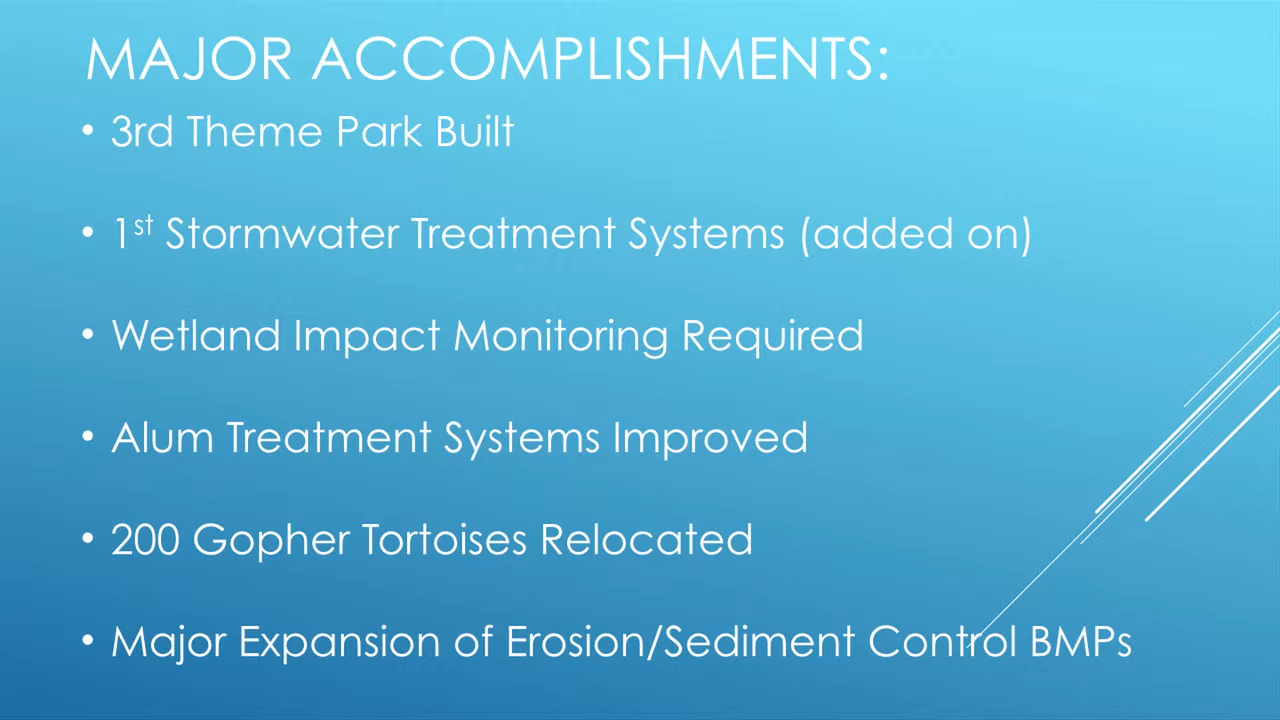 MAJOR ACCOMPLISHMENTS:
• 3rd Theme Park Built
• 1st Stormwater Treatment Systems (added on)
• Wetland Impact Monitoring Required
• Alum Treatment Systems Improved
• 200 Gopher Tortoises Relocated
• Major Expansion of Erosion/Sediment Control BMPs